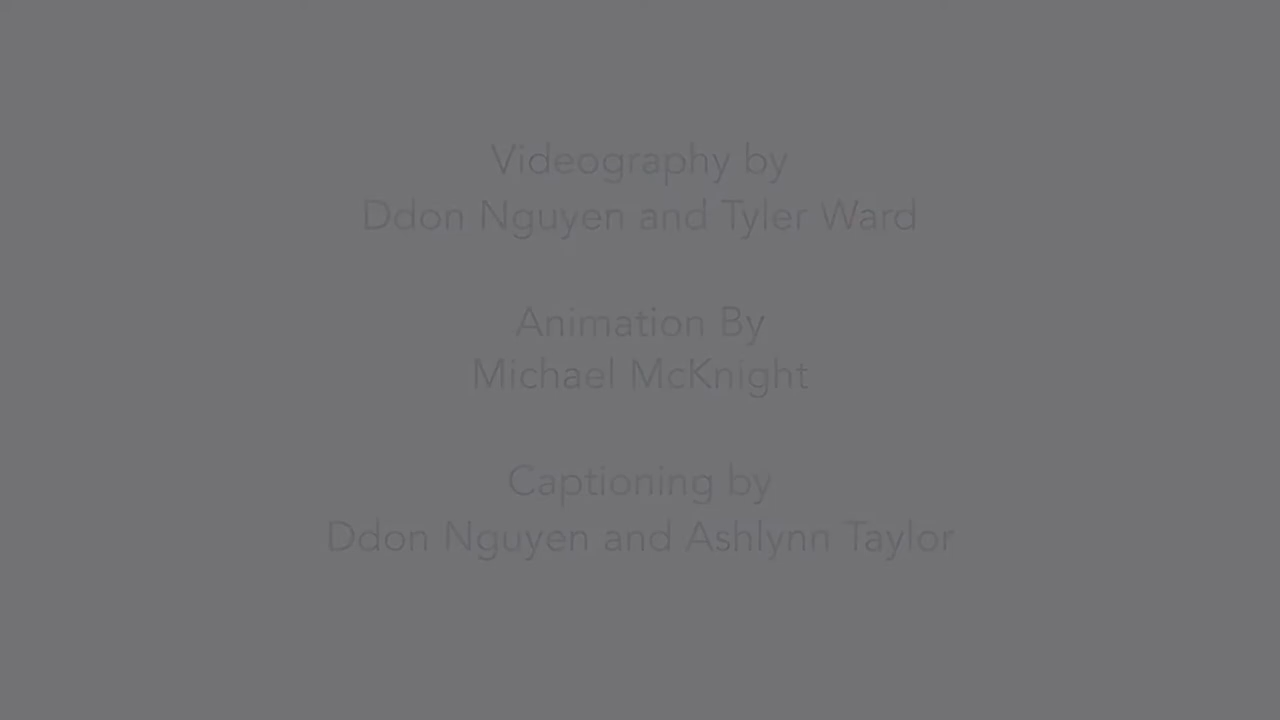 Videography by
Ddon Nguyen and Tyler Ward
Animation By
Michael McKnight
Captioning by
Ddon Nguyen and Ashlynn Taylor